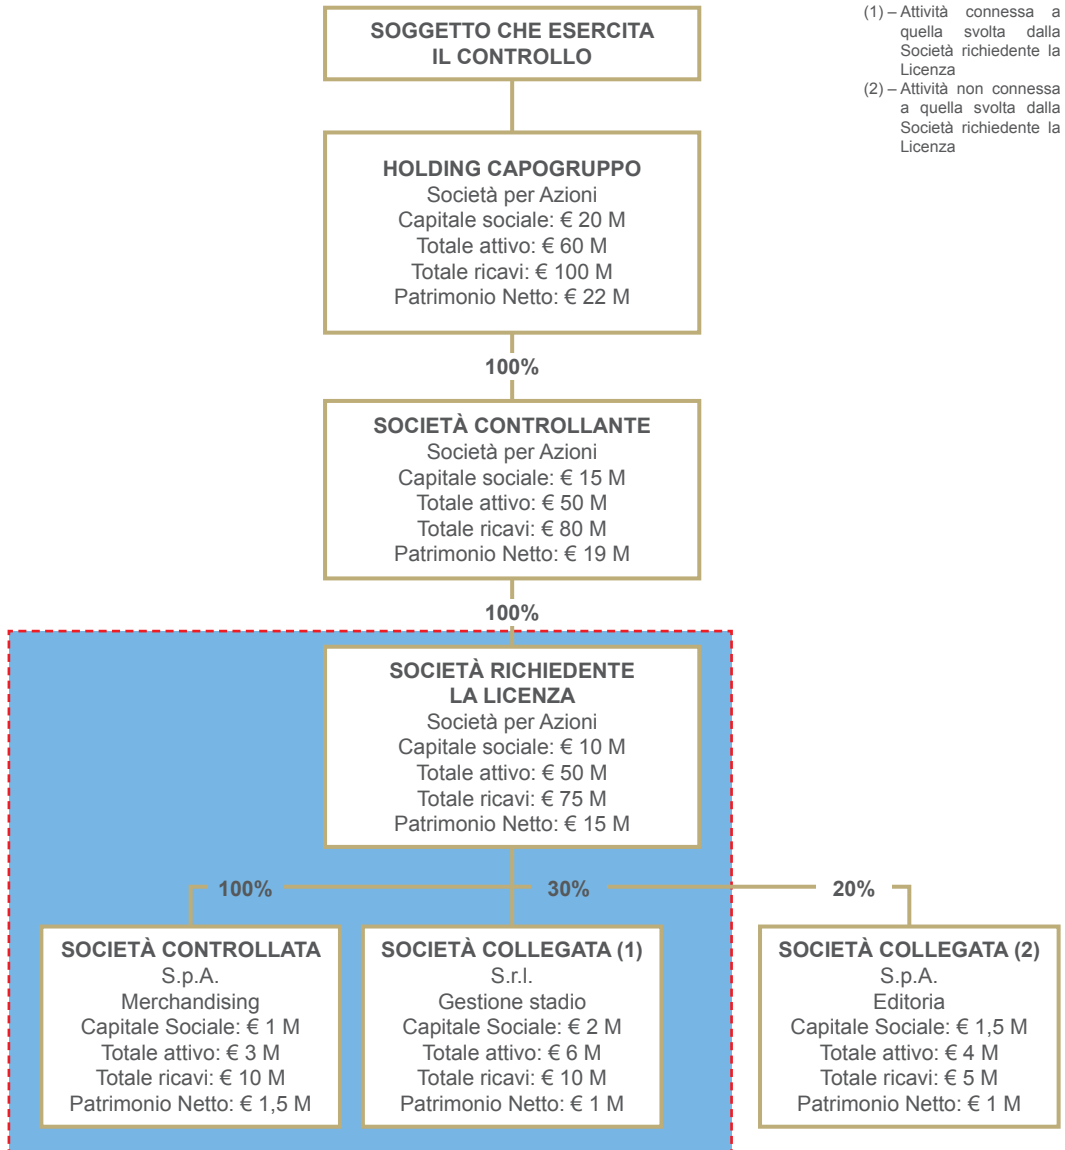 SOGGETTO CHE ESERCITA
IL CONTROLLO
(1) – Attività connessa a
quella svolta dalla
Società richiedente la
Licenza
(2) – Attività non connessa
a quella svolta dalla
Società richiedente la
Licenza
HOLDING CAPOGRUPPO
Società per Azioni
Capitale sociale: € 20 M
Totale attivo: € 60 M
Totale ricavi: € 100 M
Patrimonio Netto: € 22 M
100%
SOCIETÀ CONTROLLANTE
Società per Azioni
Capitale sociale: € 15 M
Totale attivo: € 50 M
Totale ricavi: € 80 M
Patrimonio Netto: € 19 M
100%
SOCIETÀ RICHIEDENTE
LA LICENZA
Società per Azioni
Capitale sociale: € 10 M
Totale attivo: € 50 M
Totale ricavi: € 75 M
Patrimonio Netto: € 15 M
100%
30%
20%
SOCIETÀ CONTROLLATA
S.p.A.
Merchandising
Capitale Sociale: € 1 M
Totale attivo: € 3 M
Totale ricavi: € 10 M
Patrimonio Netto: € 1,5 M
SOCIETÀ COLLEGATA (1)
S.r.l.
Gestione stadio
Capitale Sociale: € 2 M
Totale attivo: € 6 M
Totale ricavi: € 10 M
Patrimonio Netto: € 1 M
SOCIETÀ COLLEGATA (2)
S.p.A.
Editoria
Capitale Sociale: € 1,5 M
Totale attivo: € 4 M
Totale ricavi: € 5 M
Patrimonio Netto: € 1 M